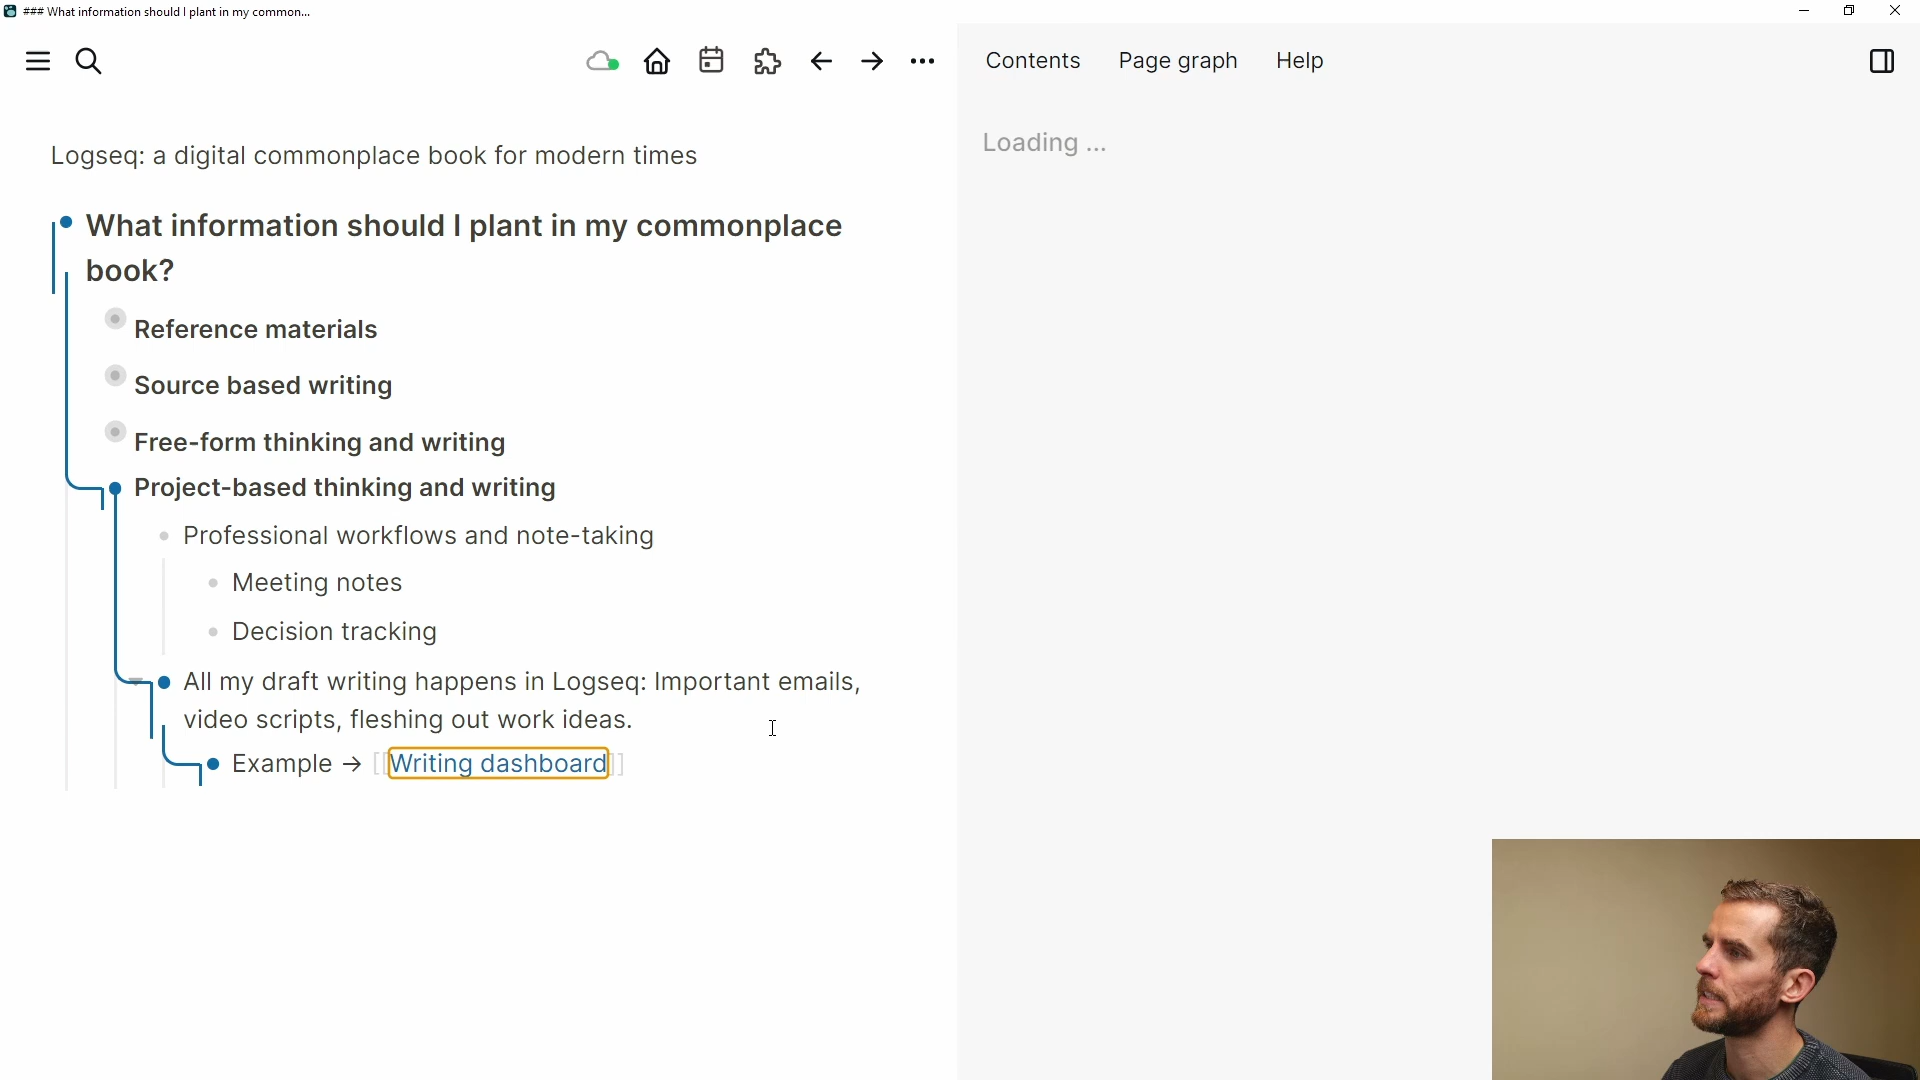 ### What information should I plant in my common...
Contents Page graph Help
Logseq: a digital commonplace book for modern times
What information should I plant in my commonplace
book?
Reference materials
Source based writing
Free-form thinking and writing
Project-based thinking and writing
Professional workflows and note-taking
Meeting notes
Decision tracking
All my draft writing happens in Logseq: Important emails,
video scripts, fleshing out work ideas.
Example → [[Writing dashboard]]
Loading ...